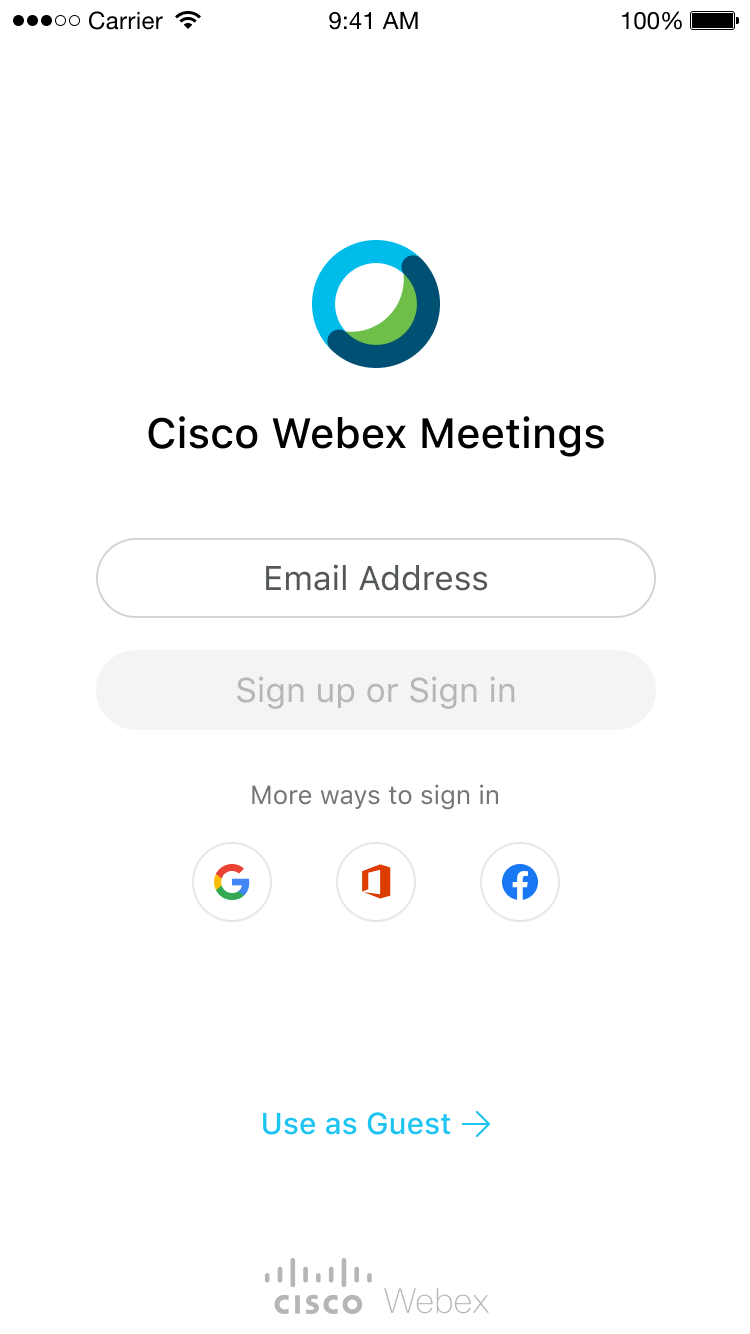 Carrier 9:41 AM 100%
Cisco Webex Meetings
Email Address
Sign up or Sign in
More ways to sign in
Use as Guest
CISCO Webex